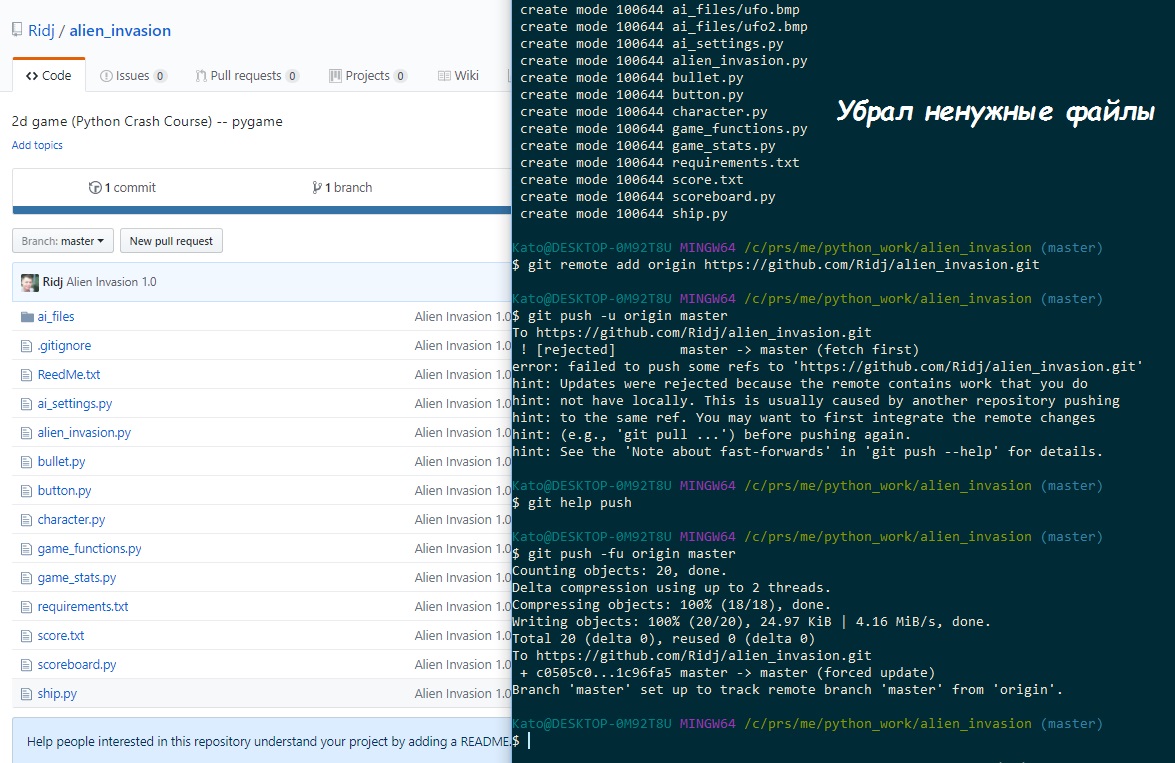 Ridj / alien_invasion
Code Issues 0 Pull requests 0 Projects 0 Wiki
2d game (Python Crash Course) -- pygame
Add topics
1 commit 1 branch
Branch: master New pull request
Ridj Alien Invasion 1.0
ai_files Alien Invasion 1.0
.gitignore Alien Invasion 1.0
ReedMe.txt Alien Invasion 1.0
ai_settings.py Alien Invasion 1.0
alien_invasion.py Alien Invasion 1.0
bullet.py Alien Invasion 1.0
button.py Alien Invasion 1.0
character.py Alien Invasion 1.0
game_functions.py Alien Invasion 1.0
game_stats.py Alien Invasion 1.0
requirements.txt Alien Invasion 1.0
score.txt Alien Invasion 1.0
scoreboard.py Alien Invasion 1.0
ship.py Alien Invasion 1.0
Help people interested in this repository understand your project by adding a README.
create mode 100644 ai_files/ufo.bmp
create mode 100644 ai_files/ufo2.bmp
create mode 100644 ai_settings.py
create mode 100644 alien_invasion.py
create mode 100644 bullet.py
create mode 100644 button.py
create mode 100644 character.py
create mode 100644 game_functions.py
create mode 100644 game_stats.py
create mode 100644 requirements.txt
create mode 100644 score.txt
create mode 100644 scoreboard.py
create mode 100644 ship.py
Убрал ненужные файлы
Kato@DESKTOP-0M92T8U MINGW64 /c/prs/me/python_work/alien_invasion (master)
$ git remote add origin https://github.com/Ridj/alien_invasion.git
Kato@DESKTOP-0M92T8U MINGW64 /c/prs/me/python_work/alien_invasion (master)
$ git push -u origin master
To https://github.com/Ridj/alien_invasion.git
! [rejected] master -> master (fetch first)
error: failed to push some refs to 'https://github.com/Ridj/alien_invasion.git'
hint: Updates were rejected because the remote contains work that you do
hint: not have locally. This is usually caused by another repository pushing
hint: to the same ref. You may want to first integrate the remote changes
hint: (e.g., 'git pull ...') before pushing again.
hint: See the 'Note about fast-forwards' in 'git push --help' for details.
Kato@DESKTOP-0M92T8U MINGW64 /c/prs/me/python_work/alien_invasion (master)
$ git help push
Kato@DESKTOP-0M92T8U MINGW64 /c/prs/me/python_work/alien_invasion (master)
$ git push -fu origin master
Counting objects: 20, done.
Delta compression using up to 2 threads.
Compressing objects: 100% (18/18), done.
Writing objects: 100% (20/20), 24.97 KiB | 4.16 MiB/s, done.
Total 20 (delta 0), reused 0 (delta 0)
To https://github.com/Ridj/alien_invasion.git
+ c0505c0...1c96fa5 master -> master (forced update)
Branch 'master' set up to track remote branch 'master' from 'origin'.
Kato@DESKTOP-0M92T8U MINGW64 /c/prs/me/python_work/alien_invasion (master)
$